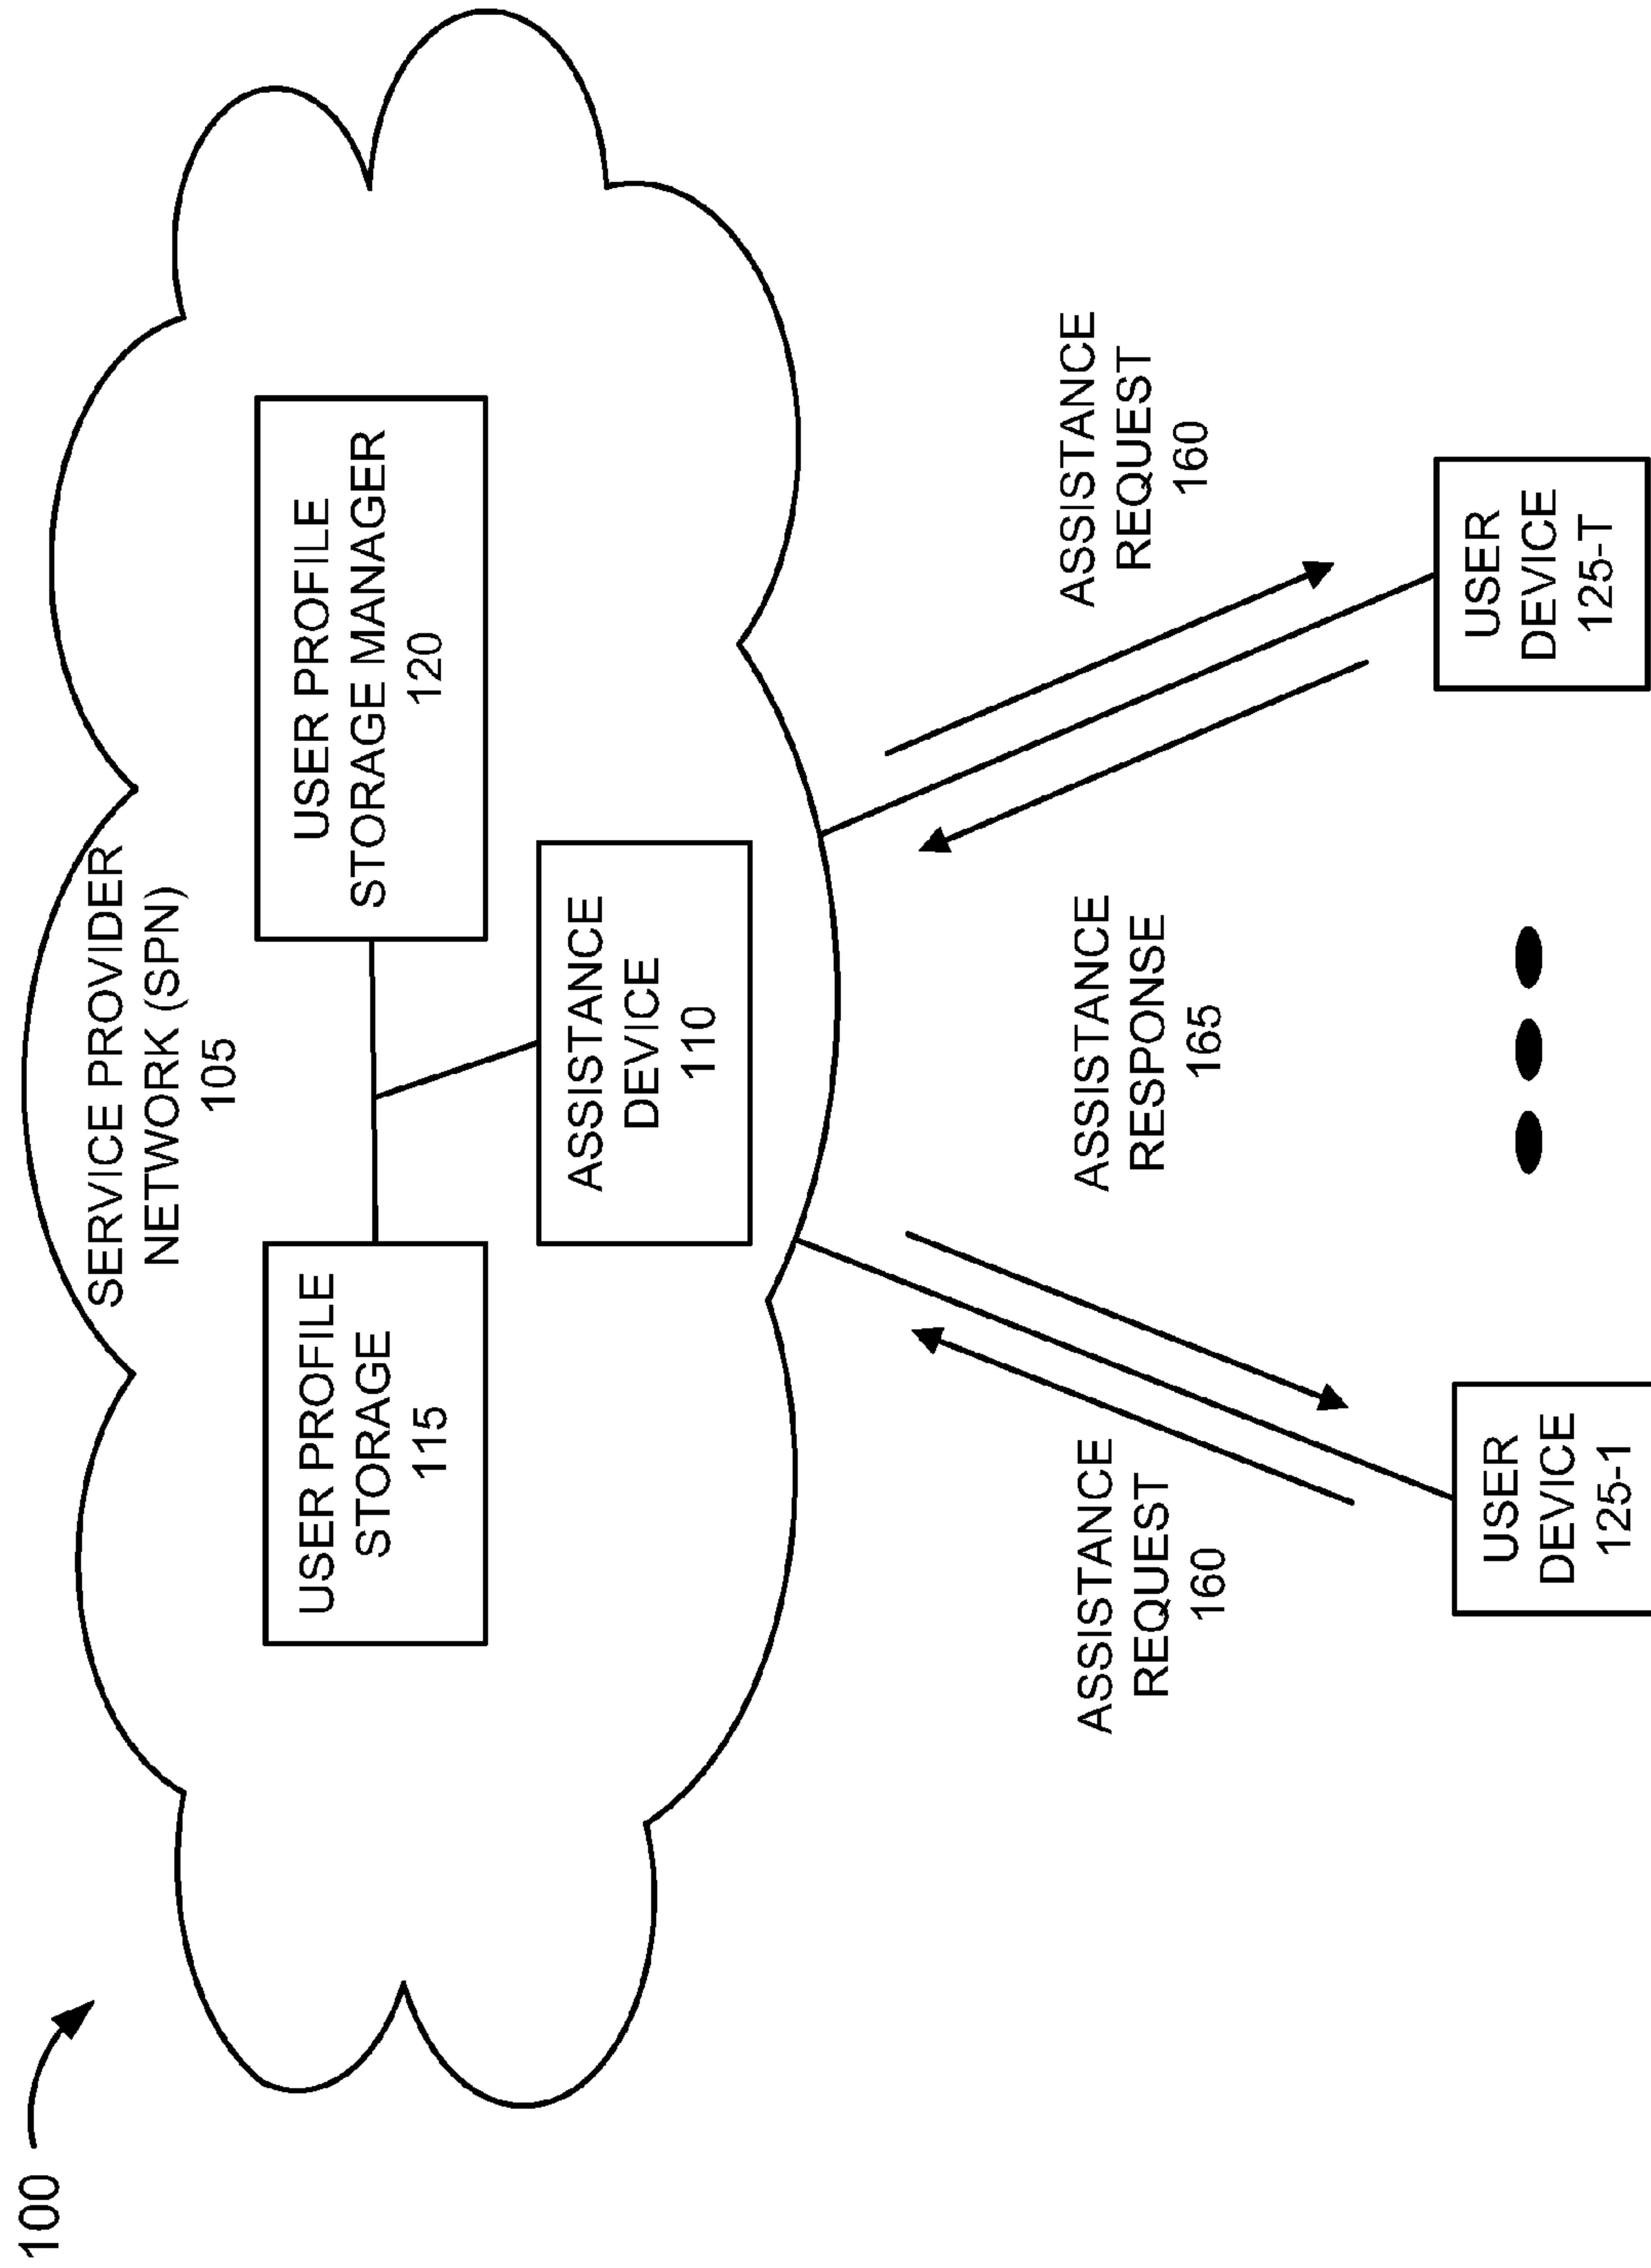 100
SERVICE PROVIDER
NETWORK (SPN)
105
USER PROFILE
STORAGE
115
USER PROFILE
STORAGE MANAGER
120
ASSISTANCE
DEVICE
110
ASSISTANCE
REQUEST
160
ASSISTANCE
RESPONSE
165
ASSISTANCE
REQUEST
160
USER
DEVICE
125-1
USER
DEVICE
125-T